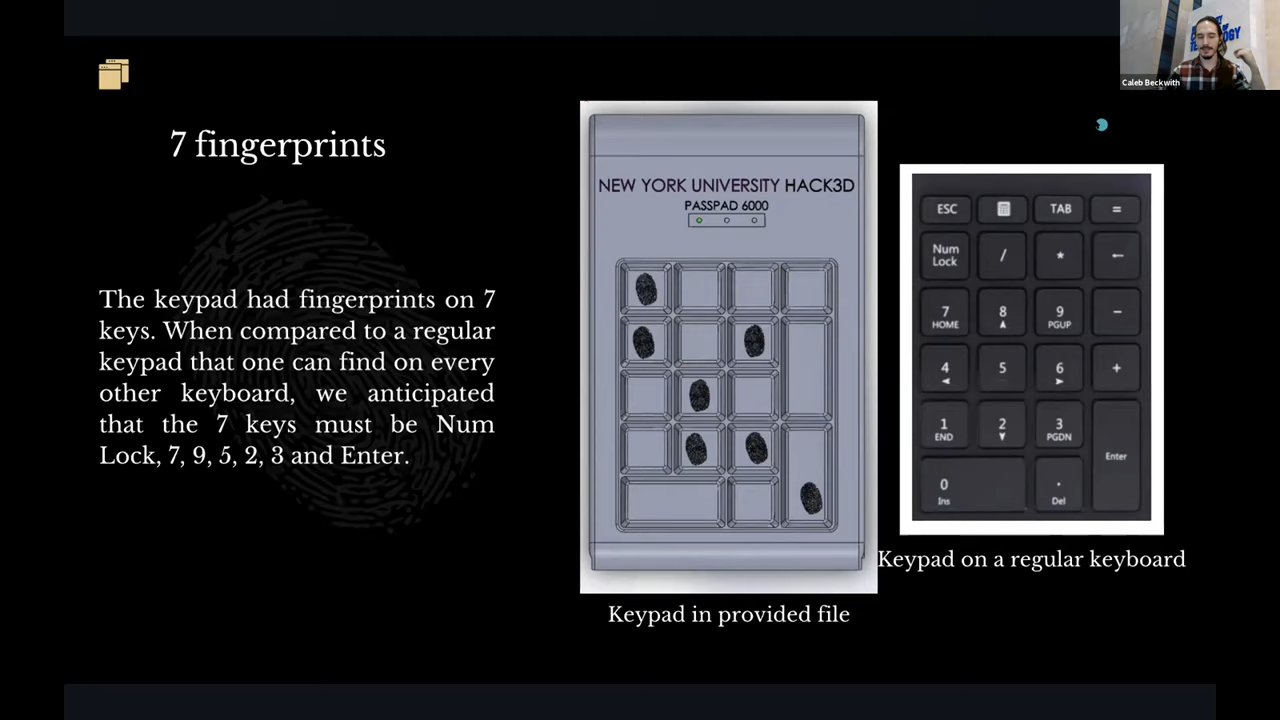 Caleb Beckwith
7 fingerprints
The keypad had fingerprints on 7
keys. When compared to a regular
keypad that one can find on every
other keyboard, we anticipated
that the 7 keys must be Num
Lock, 7, 9, 5, 2, 3 and Enter.
NEW YORK UNIVERSITY HACK3D
PASSPAD 6000
Keypad in provided file
ESC TAB =
Num Lock / * ←
7 HOME 8 ▲ 9 PGUP −
4 ◄ 5 6 ► +
1 END 2 ▼ 3 PGDN
Enter
0 Ins . Del
Keypad on a regular keyboard